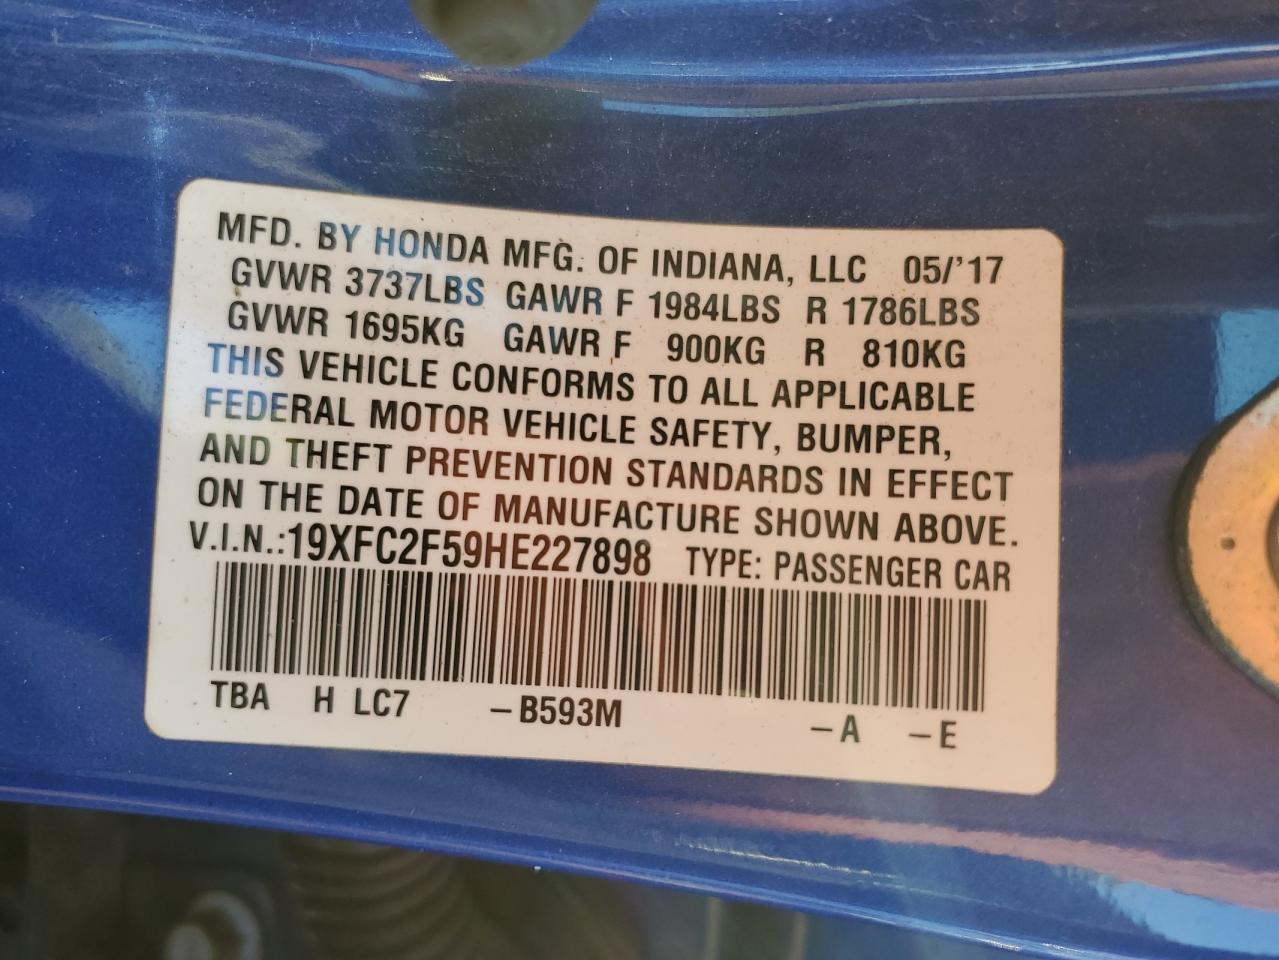 MFD. BY HONDA MFG. OF INDIANA, LLC 05/'17
GVWR 3737LBS GAWR F 1984LBS R 1786LBS
GVWR 1695KG GAWR F 900KG R 810KG
THIS VEHICLE CONFORMS TO ALL APPLICABLE
FEDERAL MOTOR VEHICLE SAFETY, BUMPER,
AND THEFT PREVENTION STANDARDS IN EFFECT
ON THE DATE OF MANUFACTURE SHOWN ABOVE.
V.I.N.:19XFC2F59HE227898 TYPE: PASSENGER CAR
TBA H LC7 –B593M –A –E